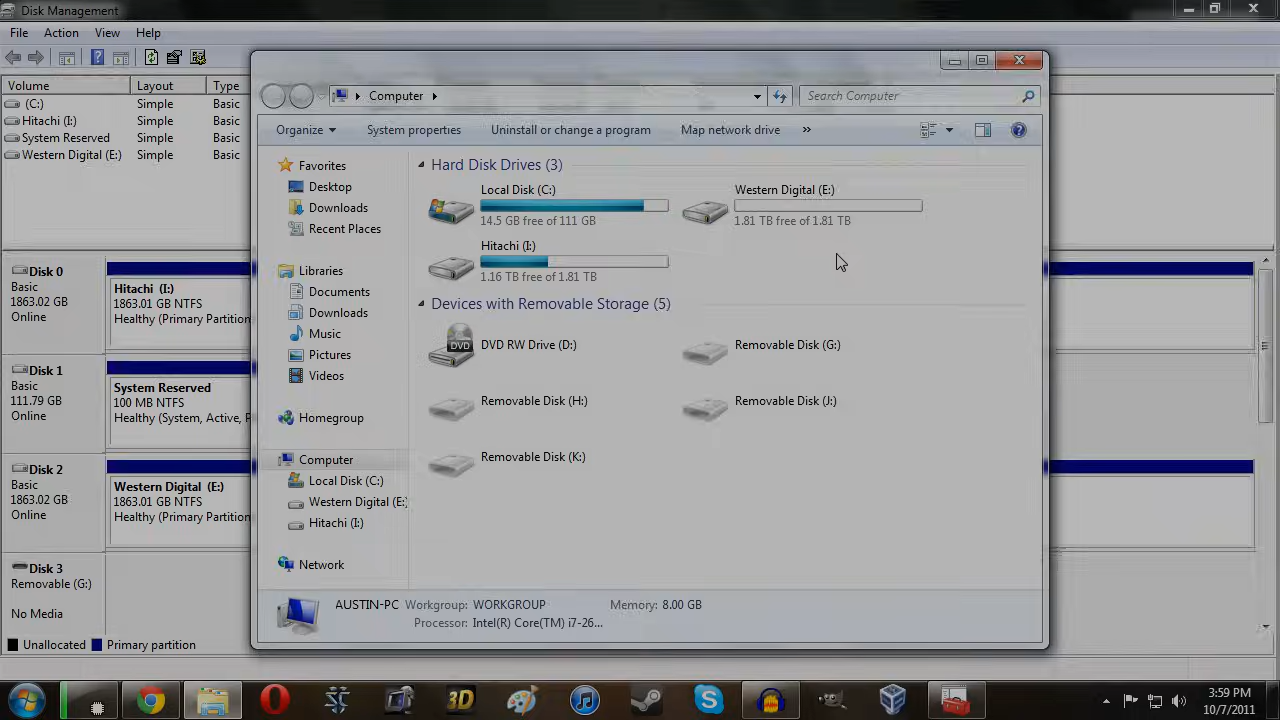 Disk Management
File Action View Help
Volume Layout Type
(C:) Simple Basic
Hitachi (I:) Simple Basic
System Reserved Simple Basic
Western Digital (E:) Simple Basic
Disk 0
Basic
1863.02 GB
Online
Hitachi (I:)
1863.01 GB NTFS
Healthy (Primary Partition
Disk 1
Basic
111.79 GB
Online
System Reserved
100 MB NTFS
Healthy (System, Active, P
Disk 2
Basic
1863.02 GB
Online
Western Digital (E:)
1863.01 GB NTFS
Healthy (Primary Partition
Disk 3
Removable (G:)
No Media
Unallocated Primary partition
Computer
Search Computer
Organize System properties Uninstall or change a program Map network drive »
Favorites
Desktop
Downloads
Recent Places
Libraries
Documents
Downloads
Music
Pictures
Videos
Homegroup
Computer
Local Disk (C:)
Western Digital (E:
Hitachi (I:)
Network
Hard Disk Drives (3)
Local Disk (C:)
14.5 GB free of 111 GB
Western Digital (E:)
1.81 TB free of 1.81 TB
Hitachi (I:)
1.16 TB free of 1.81 TB
Devices with Removable Storage (5)
DVD RW Drive (D:)
DVD
Removable Disk (G:)
Removable Disk (H:)
Removable Disk (J:)
Removable Disk (K:)
AUSTIN-PC Workgroup: WORKGROUP Memory: 8.00 GB
Processor: Intel(R) Core(TM) i7-26...
3D
3:59 PM
10/7/2011